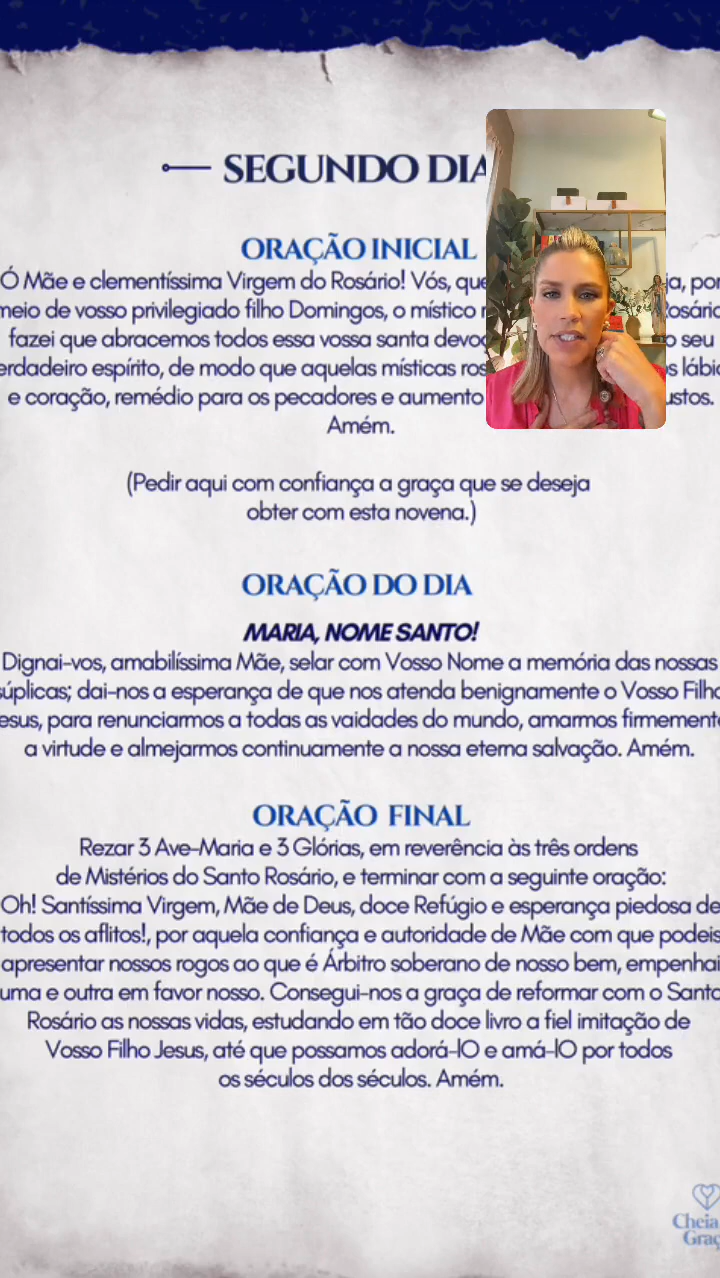 SEGUNDO DIA
ORAÇÃO INICIAL
Ó Mãe e clementíssima Virgem do Rosário! Vós, que por
meio de vosso privilegiado filho Domingos, o místico
fazei que abracemos todos essa vossa santa o seu
de modo que aquelas místicas
e coração, remédio para os pecadores e aumento
Amém.
(Pedir aqui com confiança a graça que se deseja
obter com esta novena.)
ORAÇÃO DO DIA
MARIA, NOME SANTO!
Dignai-vos, amabilíssima Mãe, selar com Vosso Nome a memória das nossas
súplicas; dai-nos a esperança de que nos atenda benignamente o Vosso Filho
Jesus, para renunciarmos a todas as vaidades do mundo, amarmos firmemente
a virtude e almejarmos continuamente a nossa eterna salvação. Amém.
ORAÇÃO FINAL
Rezar 3 Ave-Maria e 3 Glórias, em reverência às três ordens
de Mistérios do Santo Rosário, e terminar com a seguinte oração:
Oh! Santíssima Virgem, Mãe de Deus, doce Refúgio e esperança piedosa de
todos os aflitos!, por aquela confiança e autoridade de Mãe com que podeis
apresentar nossos rogos ao que é Árbitro soberano de nosso bem, empenhai
uma e outra em favor nosso. Consegui-nos a graça de reformar com o Santo
Rosário as nossas vidas, estudando em tão doce livro a fiel imitação de
Vosso Filho Jesus, até que possamos adorá-lO e amá-lO por todos
os séculos dos séculos. Amém.
Cheia